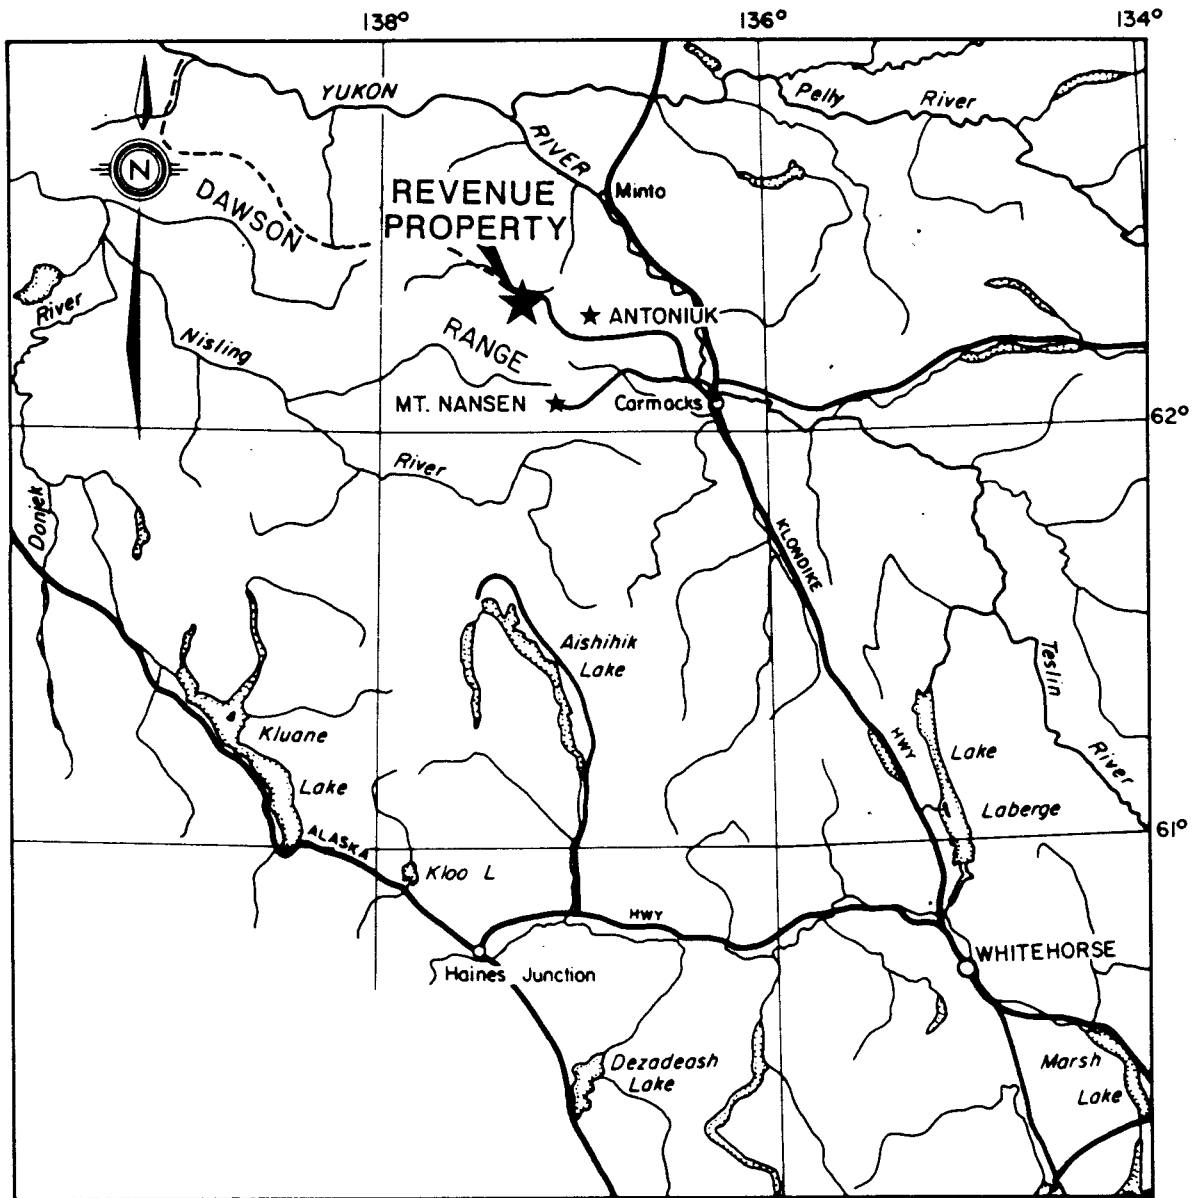 138° 136° 134°
YUKON
RIVER
Pelly River
N
DAWSON
REVENUE
PROPERTY
Minto
River
Nisling
RANGE
ANTONIUK
MT. NANSEN
Carmacks
62°
River
Donjek
KLONDIKE
HWY
Aishihik
Lake
Teslin
River
Kluane
Lake
Lake
Laberge
61°
ALASKA
Kloo L
HWY
WHITEHORSE
Haines Junction
Dezadeash
Lake
Marsh
Lake